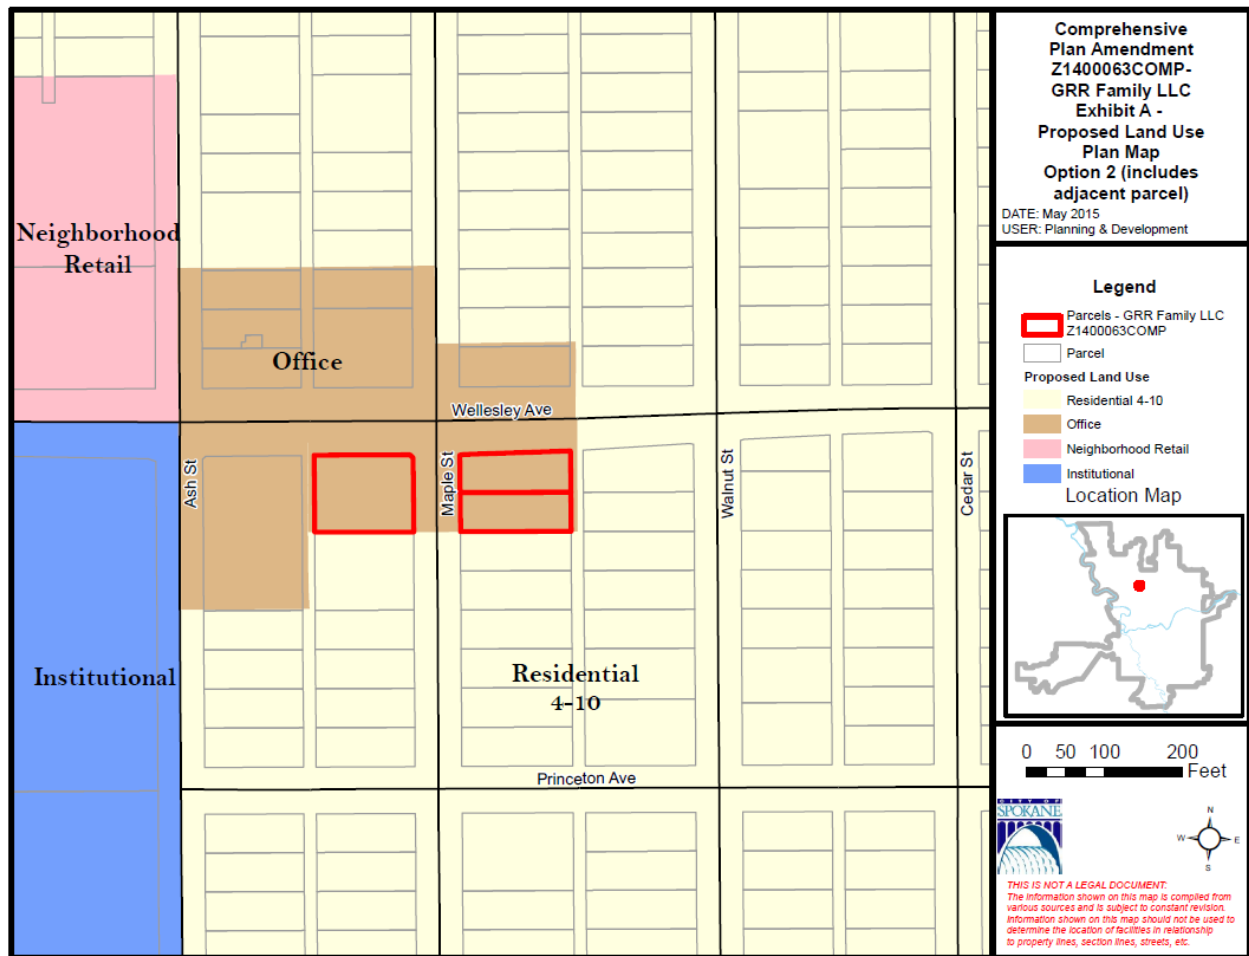 Comprehensive
Plan Amendment
Z1400063COMP-
GRR Family LLC
Exhibit A -
Proposed Land Use
Plan Map
Option 2 (includes
adjacent parcel)
DATE: May 2015
USER: Planning & Development
Neighborhood
Retail
Office
Wellesley Ave
Ash St
Maple St
Walnut St
Cedar St
Institutional
Residential
4-10
Princeton Ave
Legend
Parcels - GRR Family LLC
Z1400063COMP
Parcel
Proposed Land Use
Residential 4-10
Office
Neighborhood Retail
Institutional
Location Map
0 50 100 200
Feet
CITY OF
SPOKANE
N
W E
S
THIS IS NOT A LEGAL DOCUMENT:
The information shown on this map is compiled from
various sources and is subject to constant revision.
Information shown on this map should not be used to
determine the location of facilities in relationship
to property lines, section lines, streets, etc.